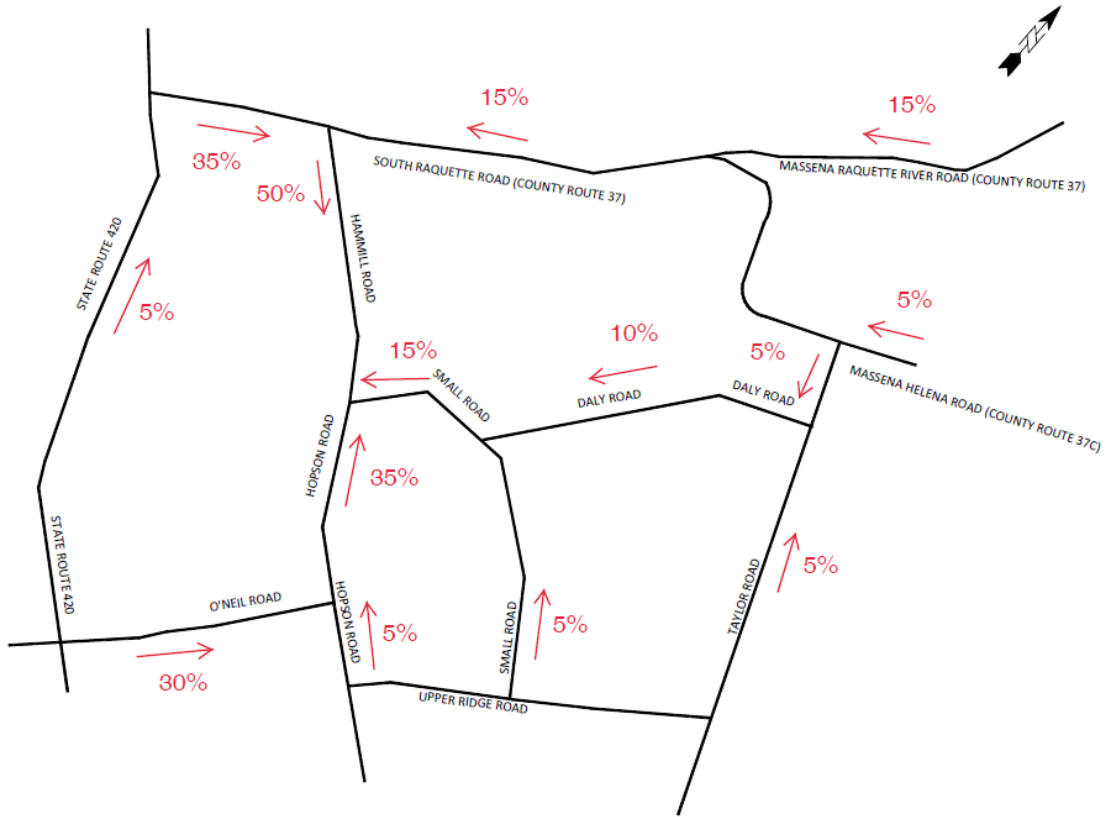 15%
15%
35%
SOUTH RAQUETTE ROAD (COUNTY ROUTE 37)
MASSENA RAQUETTE RIVER ROAD (COUNTY ROUTE 37)
50%
HAMMILL ROAD
STATE ROUTE 420
5%
5%
10%
15%
5%
SMALL ROAD
DALY ROAD
DALY ROAD
MASSENA HELENA ROAD (COUNTY ROUTE 37C)
HOPSON ROAD
35%
STATE ROUTE 420
O'NEIL ROAD
HOPSON ROAD
5%
SMALL ROAD
5%
TAYLOR ROAD
5%
30%
UPPER RIDGE ROAD